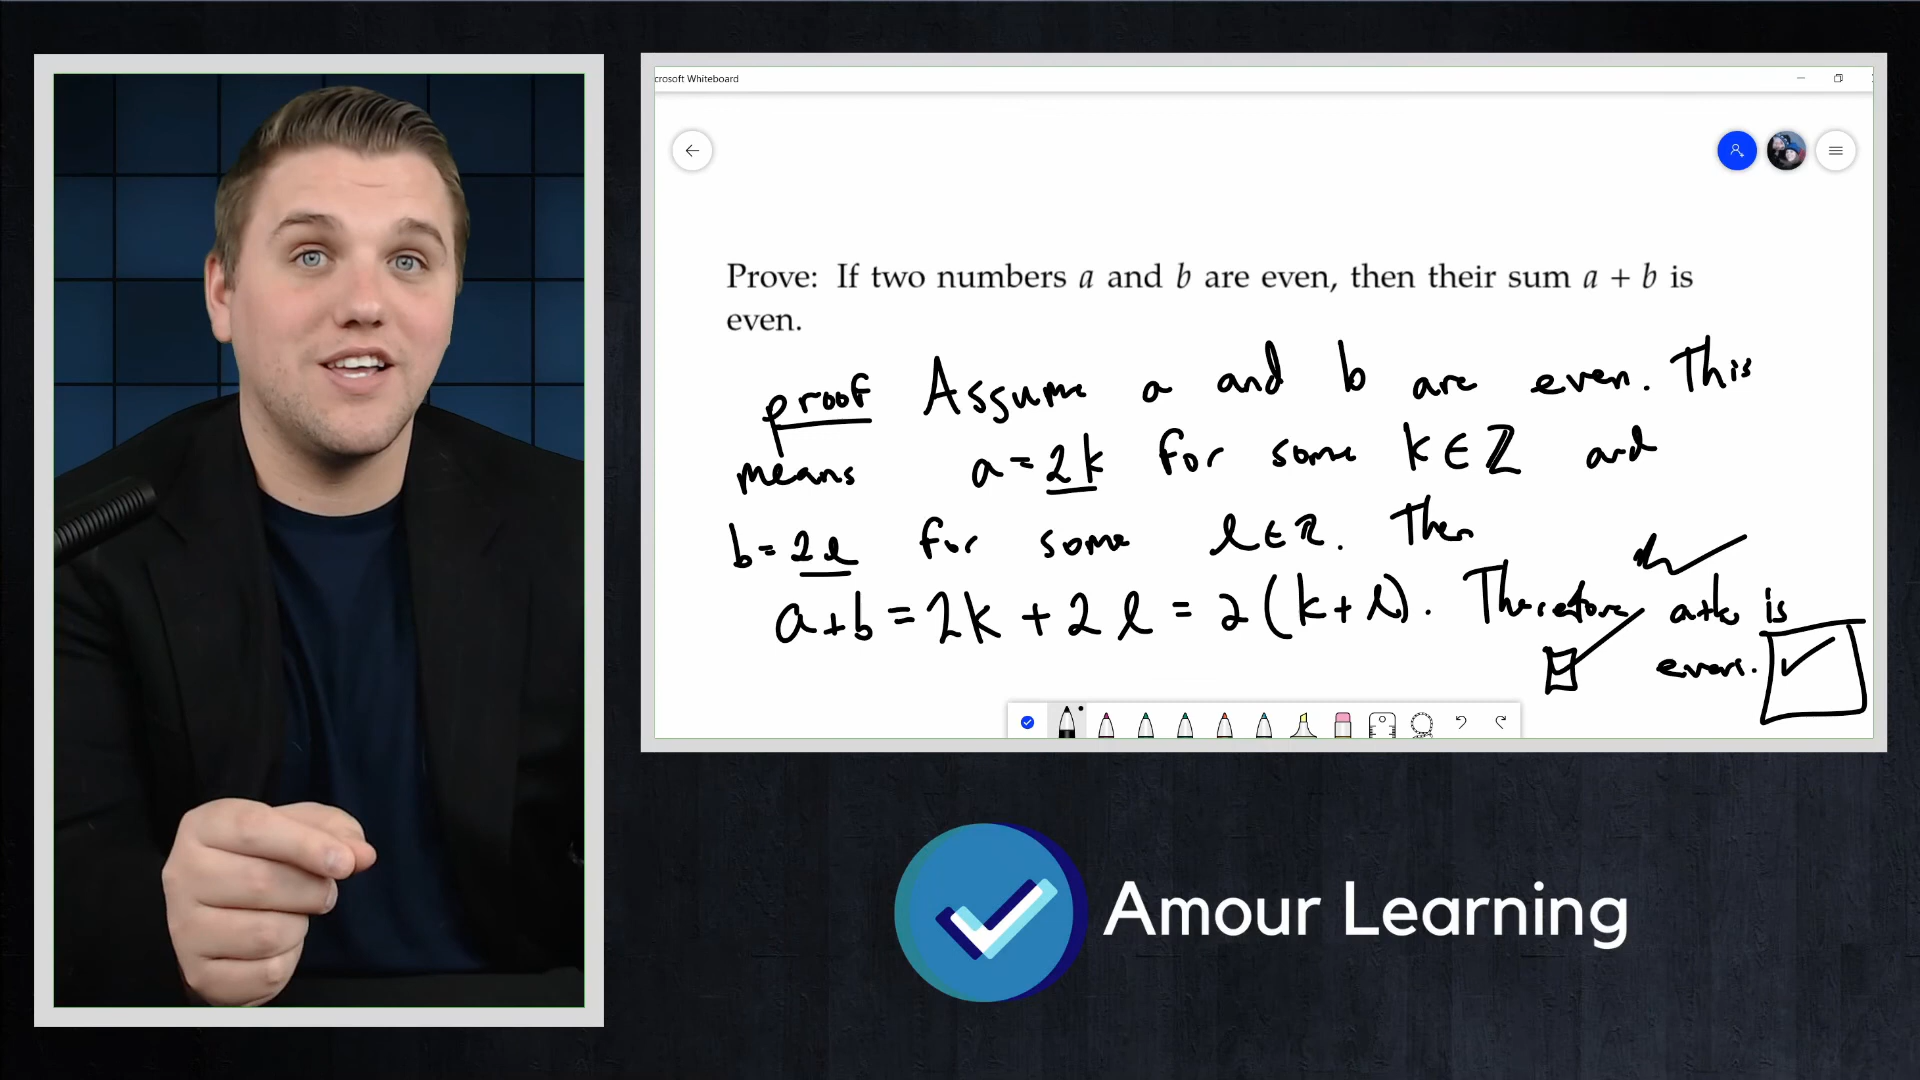 crosoft Whiteboard
Prove: If two numbers a and b are even, then their sum a + b is
even.
proof Assume a and b are even. This
means a = 2k for some k ∈ ℤ and
b = 2l for some l ∈ ℤ. Then
a+b = 2k + 2l = 2(k+l). Therefore a+b is
even.
Amour Learning